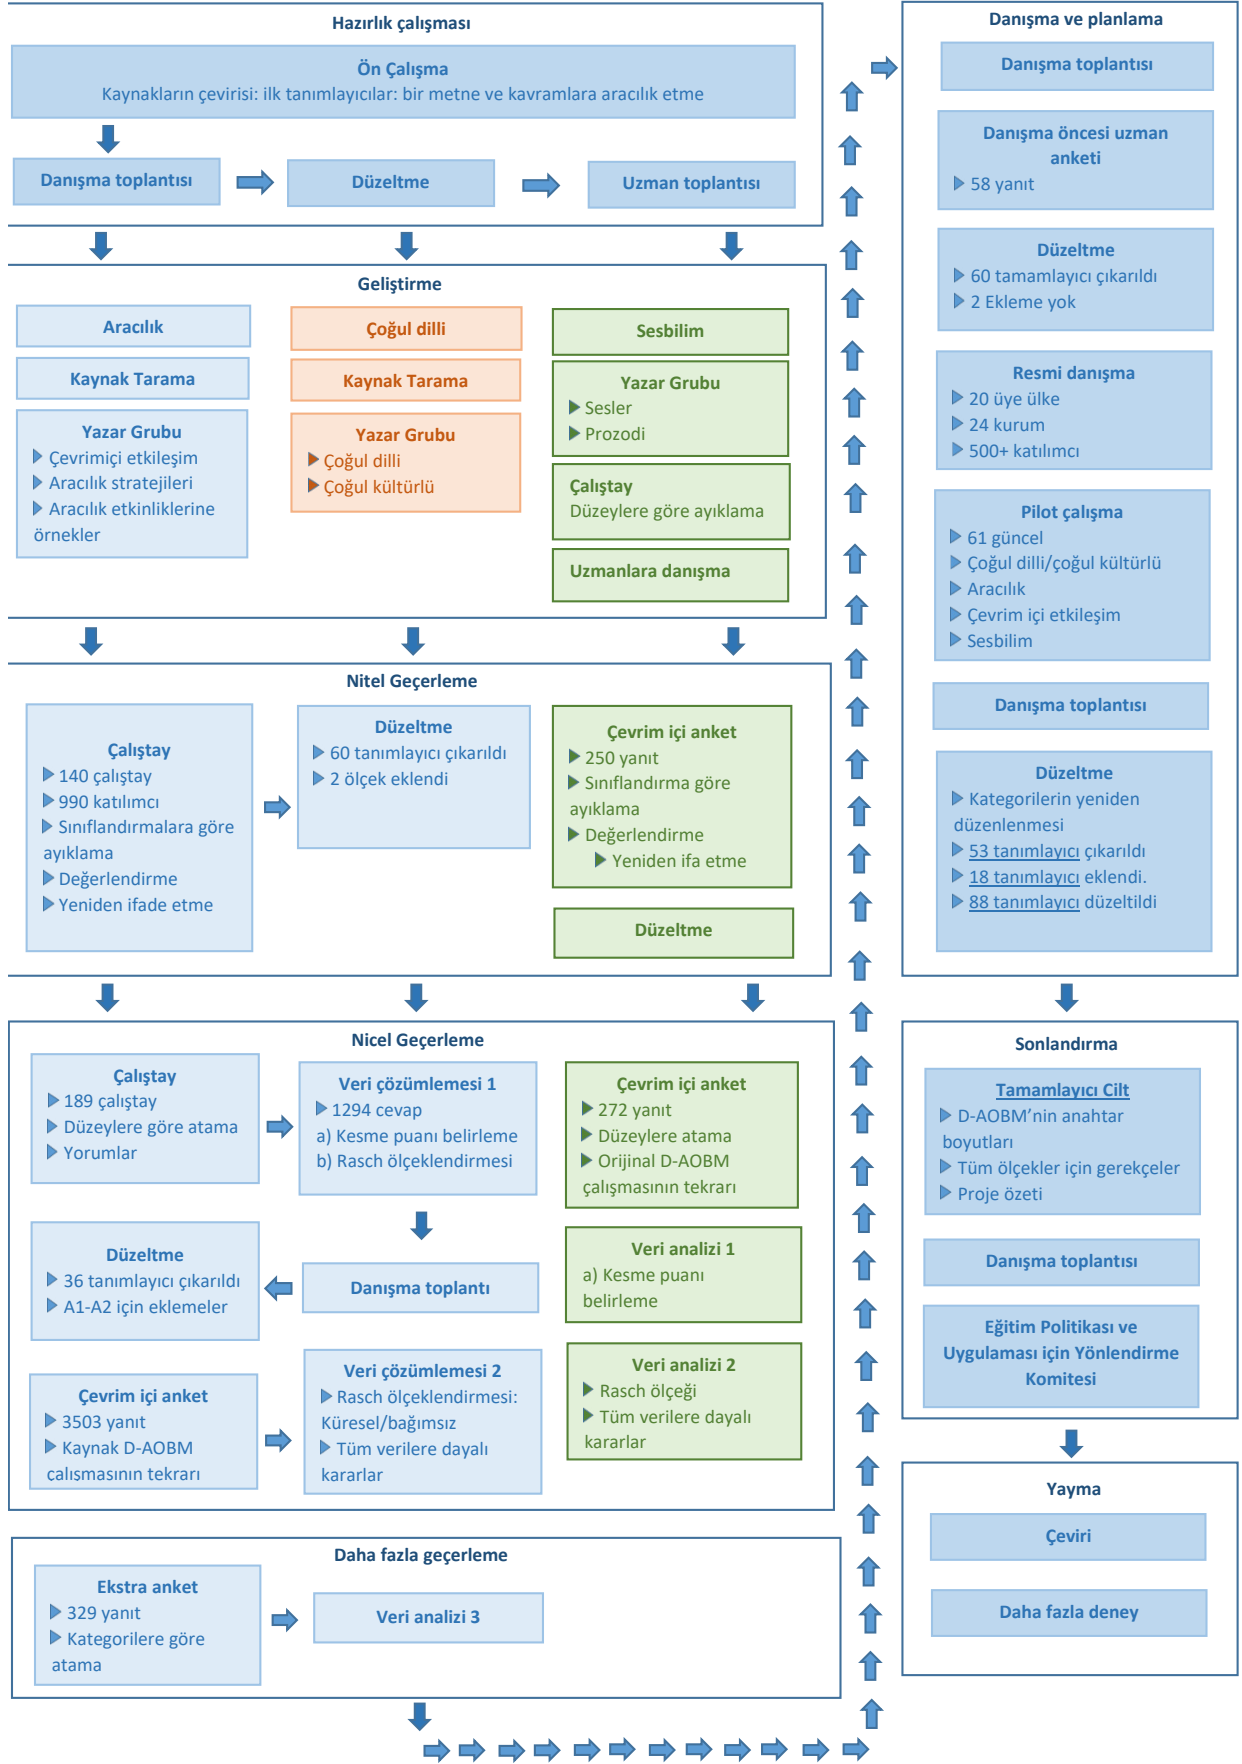 Hazırlık çalışması
Ön Çalışma
Kaynakların çevirisi: ilk tanımlayıcılar: bir metne ve kavramlara aracılık etme
Danışma toplantısı
Düzeltme
Uzman toplantısı
Geliştirme
Aracılık
Kaynak Tarama
Yazar Grubu
Çevrimiçi etkileşim
Aracılık stratejileri
Aracılık etkinliklerine
örnekler
Çoğul dilli
Kaynak Tarama
Yazar Grubu
Çoğul dilli
Çoğul kültürlü
Sesbilim
Yazar Grubu
Sesler
Prozodi
Çalıştay
Düzeylere göre ayıklama
Uzmanlara danışma
Nitel Geçerleme
Çalıştay
140 çalıştay
990 katılımcı
Sınıflandırmalara göre
ayıklama
Değerlendirme
Yeniden ifade etme
Düzeltme
60 tanımlayıcı çıkarıldı
2 ölçek eklendi
Çevrim içi anket
250 yanıt
Sınıflandırma göre
ayıklama
Değerlendirme
Yeniden ifa etme
Düzeltme
Nicel Geçerleme
Çalıştay
189 çalıştay
Düzeylere göre atama
Yorumlar
Veri çözümlemesi 1
1294 cevap
a) Kesme puanı belirleme
b) Rasch ölçeklendirmesi
Çevrim içi anket
272 yanıt
Düzeylere atama
Orijinal D-AOBM
çalışmasının tekrarı
Düzeltme
36 tanımlayıcı çıkarıldı
A1-A2 için eklemeler
Danışma toplantı
Veri analizi 1
a) Kesme puanı
belirleme
Çevrim içi anket
3503 yanıt
Kaynak D-AOBM
çalışmasının tekrarı
Veri çözümlemesi 2
Rasch ölçeklendirmesi:
Küresel/bağımsız
Tüm verilere dayalı
kararlar
Veri analizi 2
Rasch ölçeği
Tüm verilere dayalı
kararlar
Daha fazla geçerleme
Ekstra anket
329 yanıt
Kategorilere göre
atama
Veri analizi 3
Danışma ve planlama
Danışma toplantısı
Danışma öncesi uzman
anketi
58 yanıt
Düzeltme
60 tamamlayıcı çıkarıldı
2 Ekleme yok
Resmi danışma
20 üye ülke
24 kurum
500+ katılımcı
Pilot çalışma
61 güncel
Çoğul dilli/çoğul kültürlü
Aracılık
Çevrim içi etkileşim
Sesbilim
Danışma toplantısı
Düzeltme
Kategorilerin yeniden
düzenlenmesi
53 tanımlayıcı çıkarıldı
18 tanımlayıcı eklendi.
88 tanımlayıcı düzeltildi
Sonlandırma
Tamamlayıcı Cilt
D-AOBM’nin anahtar
boyutları
Tüm ölçekler için gerekçeler
Proje özeti
Danışma toplantısı
Eğitim Politikası ve
Uygulaması için Yönlendirme
Komitesi
Yayma
Çeviri
Daha fazla deney